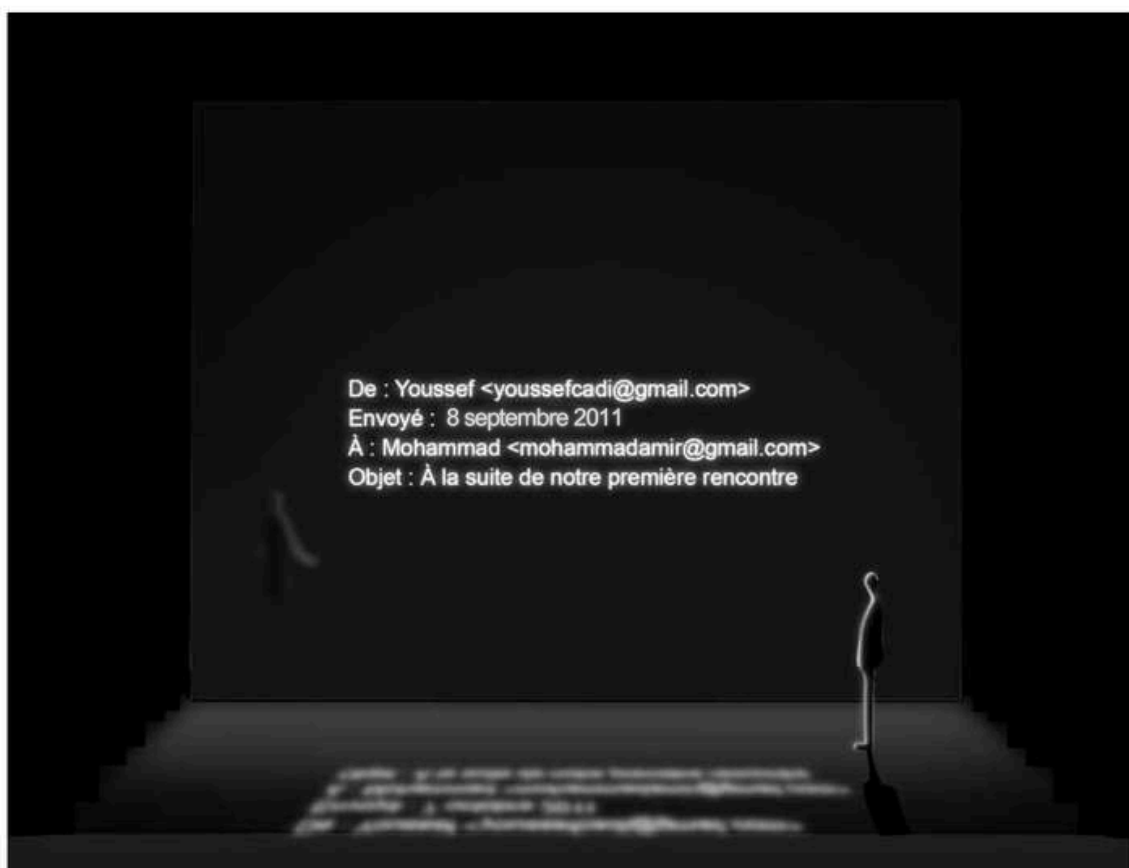 De : Youssef <youssefcadi@gmail.com>
Envoyé : 8 septembre 2011
À : Mohammad <mohammadamir@gmail.com>
Objet : À la suite de notre première rencontre